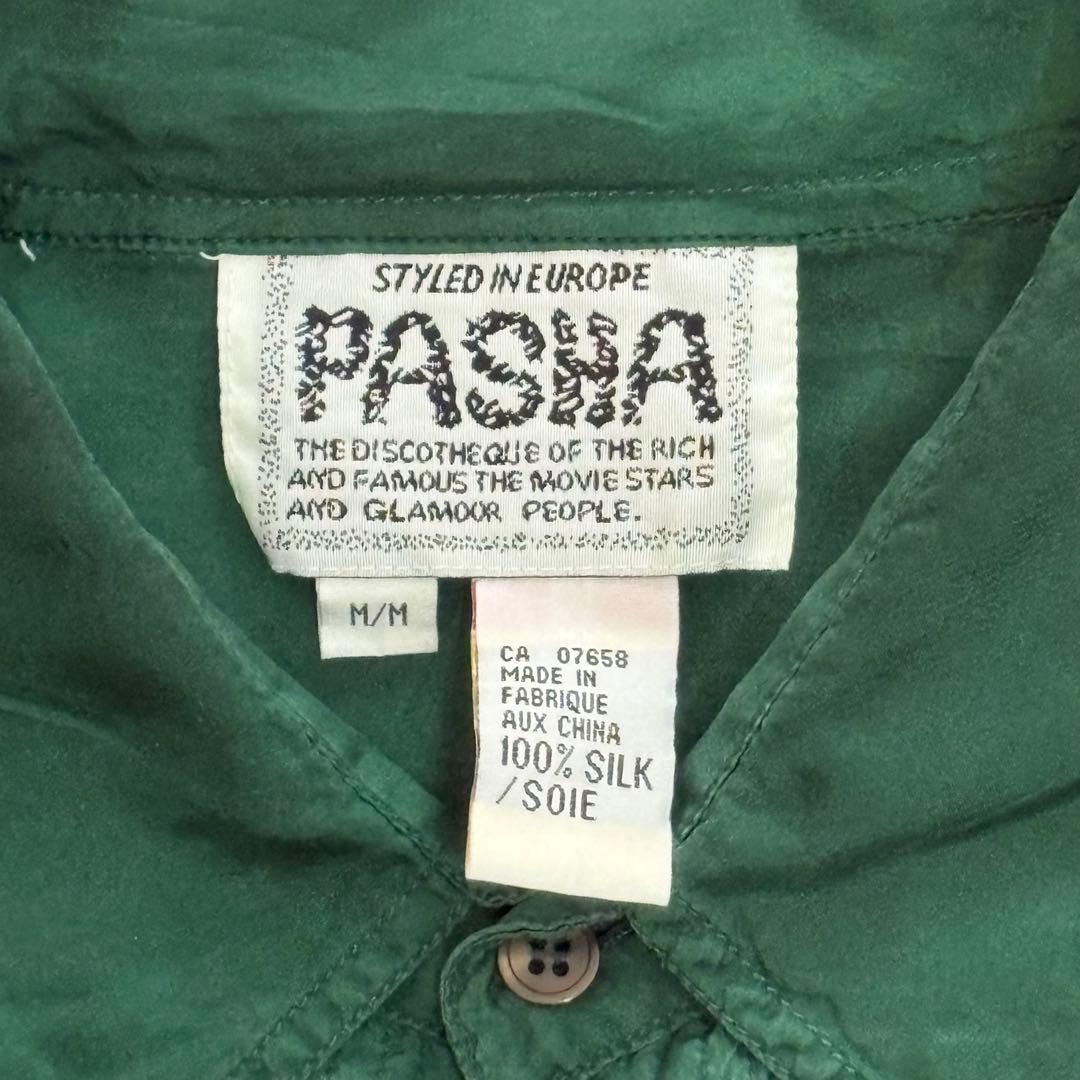 STYLED IN EUROPE
PASHA
THE DISCOTHEQUE OF THE RICH
AND FAMOUS THE MOVIE STARS
AND GLAMOUR PEOPLE.
M/M
CA 07658
MADE IN
FABRIQUE
AUX CHINA
100% SILK
/SOIE